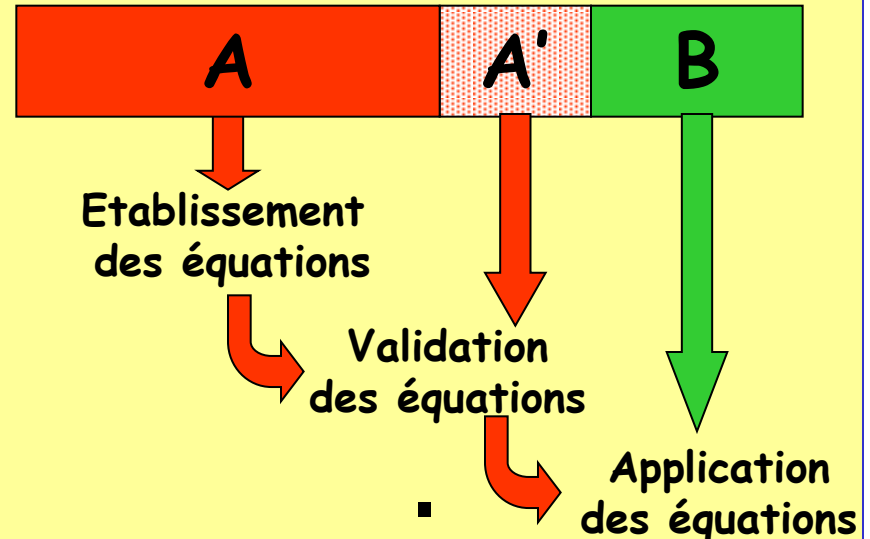 A A' B
Etablissement
des équations
Validation
des équations
Application
des équations